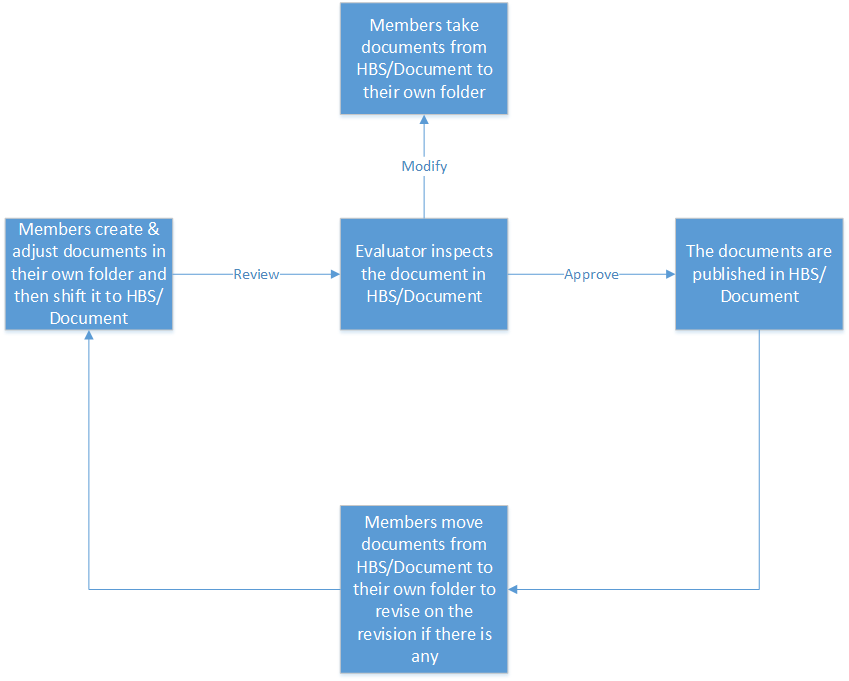 Members take
documents from
HBS/Document to
their own folder
Modify
Members create &
adjust documents in
their own folder and
then shift it to HBS/
Document
Review
Evaluator inspects
the document in
HBS/Document
Approve
The documents are
published in HBS/
Document
Members move
documents from
HBS/Document to
their own folder to
revise on the
revision if there is
any